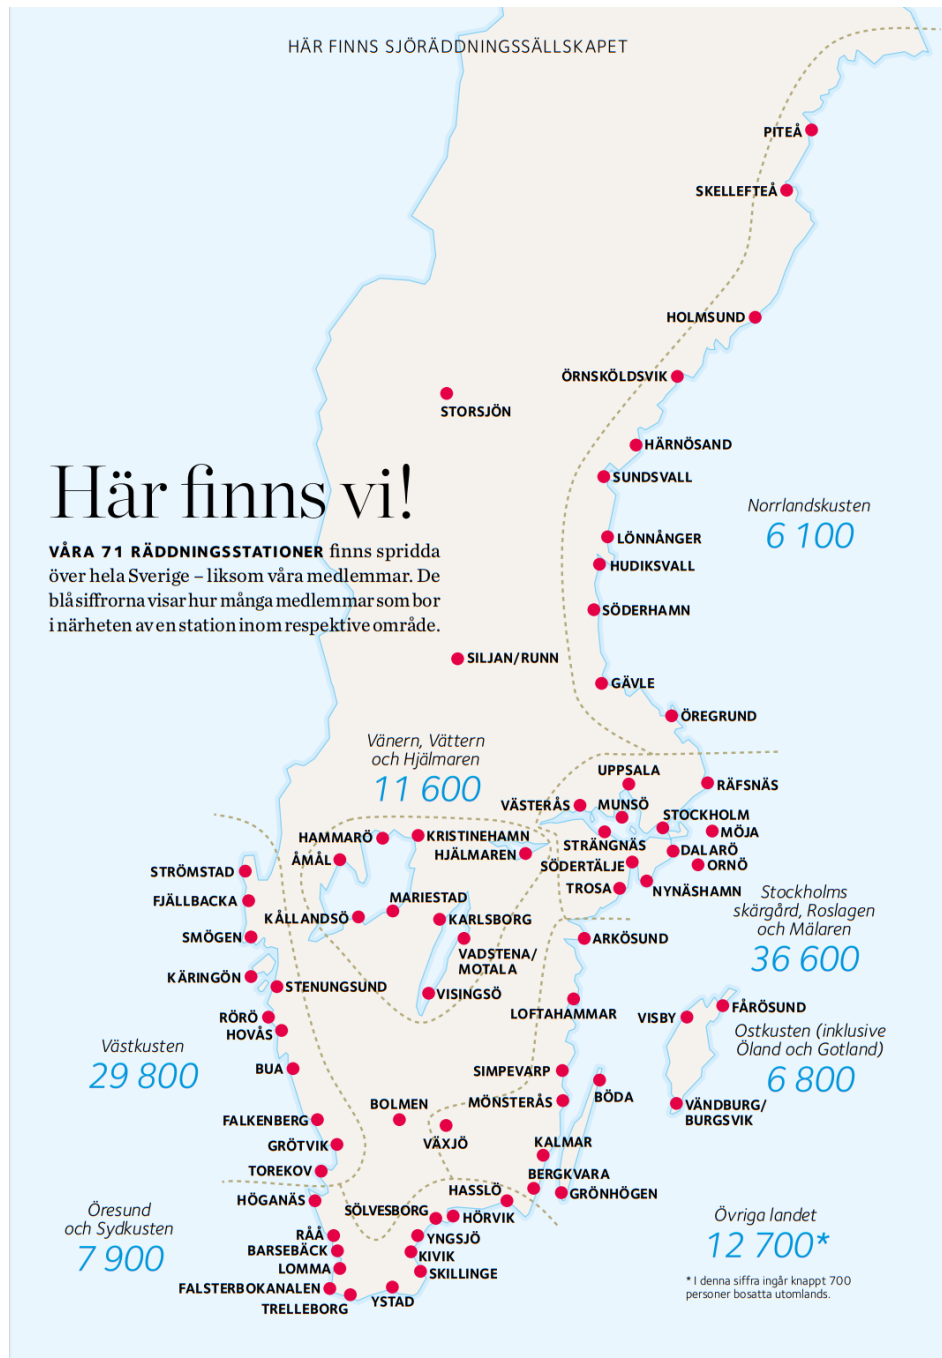 HÄR FINNS SJÖRÄDDNINGSSÄLLSKAPET
PITEÅ
SKELLEFTEÅ
HOLMSUND
ÖRNSKÖLDSVIK
STORSJÖN
HÄRNÖSAND
SUNDSVALL
Här finns vi!
VÅRA 71 RÄDDNINGSSTATIONER finns spridda
över hela Sverige – liksom våra medlemmar. De
blå siffrorna visar hur många medlemmar som bor
i närheten av en station inom respektive område.
Norrlandskusten
6 100
LÖNNÅNGER
HUDIKSVALL
SÖDERHAMN
SILJAN/RUNN
GÄVLE
ÖREGRUND
Vänern, Vättern
och Hjälmaren
11 600
UPPSALA
RÄFSNÄS
VÄSTERÅS
MUNSÖ
STOCKHOLM
MÖJA
HAMMARÖ
KRISTINEHAMN
STRÄNGNÄS
DALARÖ
HJÄLMAREN
ÅMÅL
SÖDERTÄLJE
ORNÖ
STRÖMSTAD
TROSA
NYNÄSHAMN
FJÄLLBACKA
MARIESTAD
KÅLLANDSÖ
KARLSBORG
Stockholms
skärgård, Roslagen
och Mälaren
36 600
SMÖGEN
ARKÖSUND
VADSTENA/
MOTALA
KÄRINGÖN
STENUNGSUND
VISINGSÖ
LOFTAHAMMAR
RÖRÖ
HOVÅS
VISBY
FÅRÖSUND
Ostkusten (inklusive
Öland och Gotland)
6 800
Västkusten
29 800
BUA
SIMPEVARP
BÖDA
MÖNSTERÅS
BOLMEN
VÄNDBURG/
BURGSVIK
FALKENBERG
VÄXJÖ
GRÖTVIK
KALMAR
TOREKOV
BERGKVARA
HASSLÖ
GRÖNHÖGEN
HÖGANÄS
Öresund
och Sydkusten
7 900
SÖLVESBORG
HÖRVIK
Övriga landet
12 700*
* I denna siffra ingår knappt 700
personer bosatta utomlands.
RÅÅ
YNGSJÖ
BARSEBÄCK
KIVIK
LOMMA
SKILLINGE
FALSTERBOKANALEN
TRELLEBORG
YSTAD